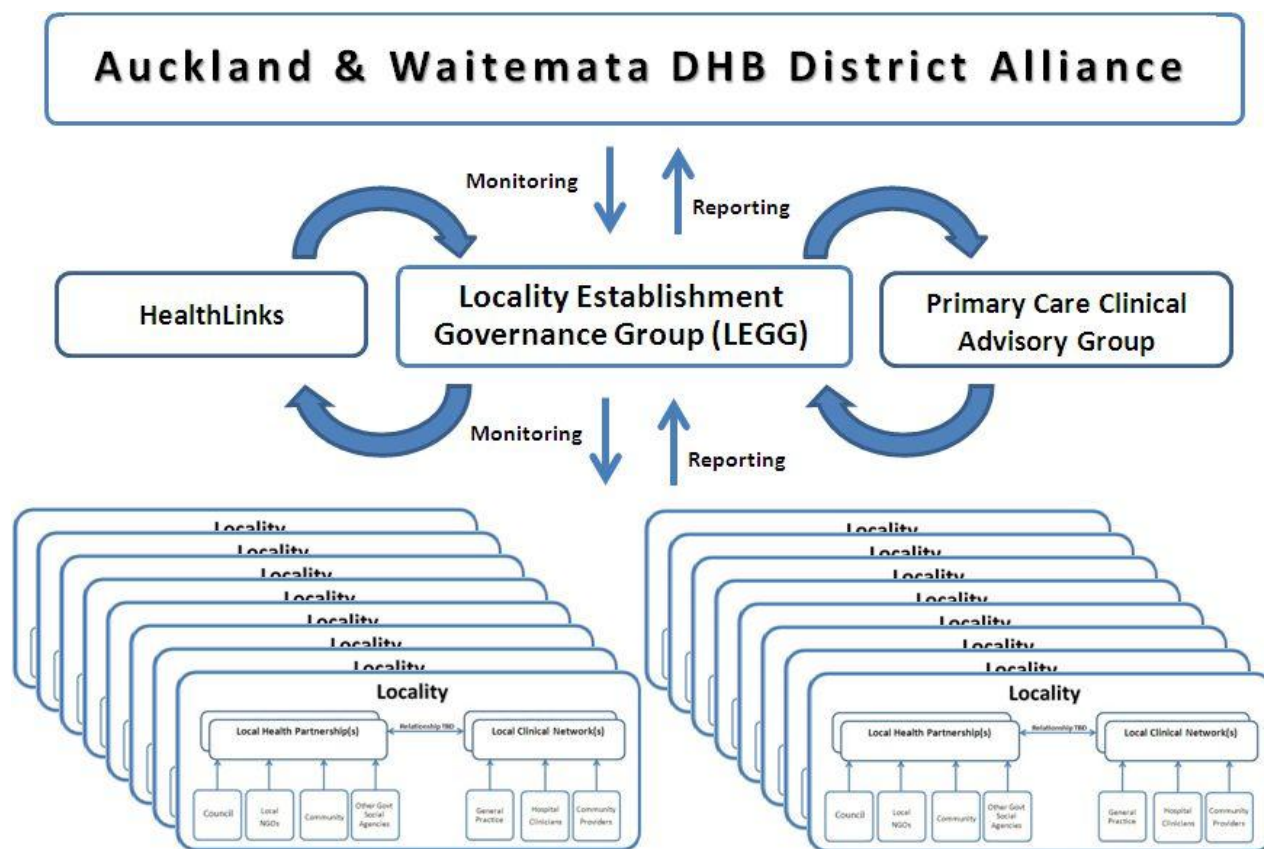 Auckland & Waitemata DHB District Alliance
Monitoring
Reporting
HealthLinks
Locality Establishment
Governance Group (LEGG)
Primary Care Clinical
Advisory Group
Monitoring
Reporting
Locality
Locality
Locality
Locality
Locality
Locality
Locality
Locality
Local Health Partnership(s)
Relationship TBD
Local Clinical Network(s)
Council
Local
NGOs
Community
Other Govt
Social
Agencies
General
Practice
Hospital
Clinicians
Community
Providers
Locality
Locality
Locality
Locality
Locality
Locality
Locality
Locality
Local Health Partnership(s)
Relationship TBD
Local Clinical Network(s)
Council
Local
NGOs
Community
Other Govt
Social
Agencies
General
Practice
Hospital
Clinicians
Community
Providers